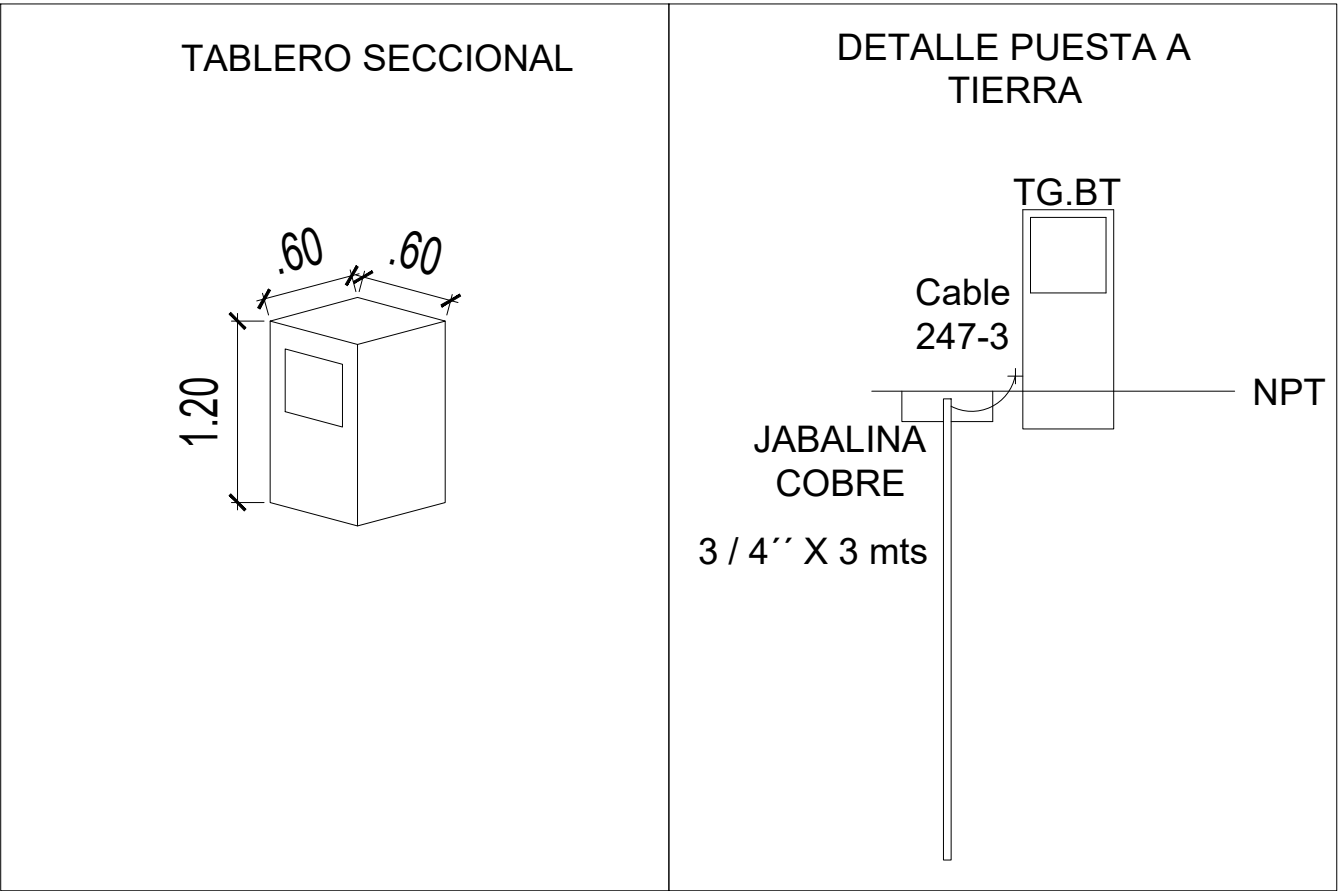 TABLERO SECCIONAL
.60
.60
1.20
DETALLE PUESTA A
TIERRA
TG.BT
Cable
247-3
NPT
JABALINA
COBRE
3 / 4´´ X 3 mts